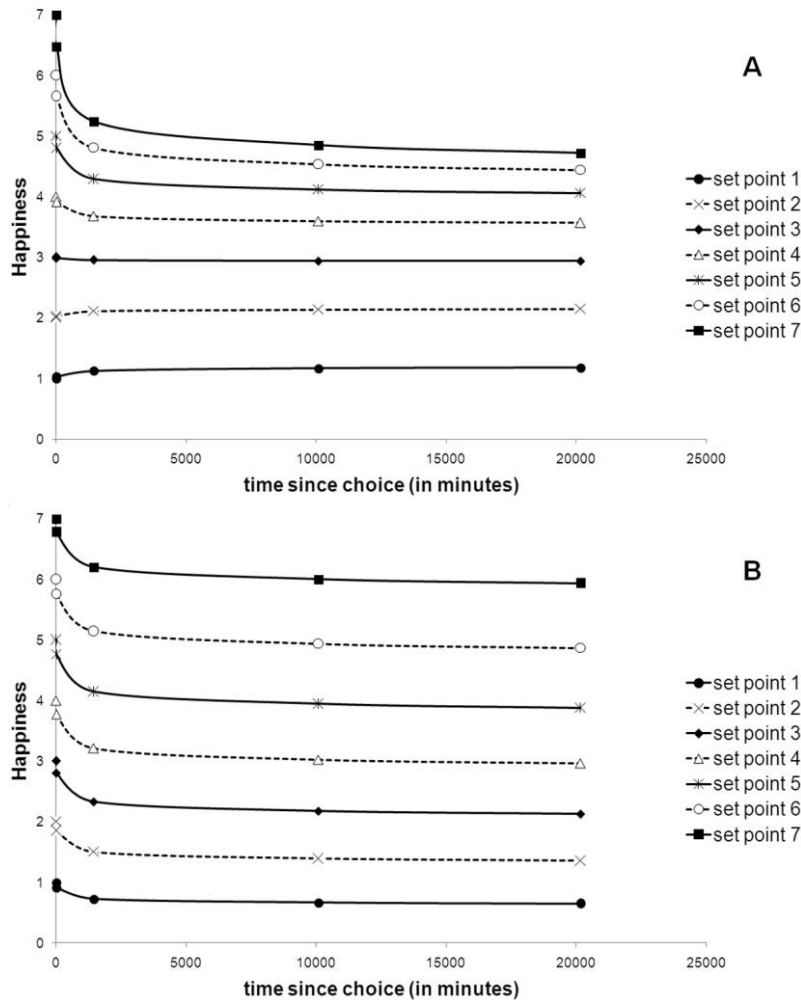 7
6
5
4
3
2
1
0
Happiness
A
set point 1
set point 2
set point 3
set point 4
set point 5
set point 6
set point 7
0 5000 10000 15000 20000 25000
time since choice (in minutes)
7
6
5
4
3
2
1
0
Happiness
B
set point 1
set point 2
set point 3
set point 4
set point 5
set point 6
set point 7
0 5000 10000 15000 20000 25000
time since choice (in minutes)